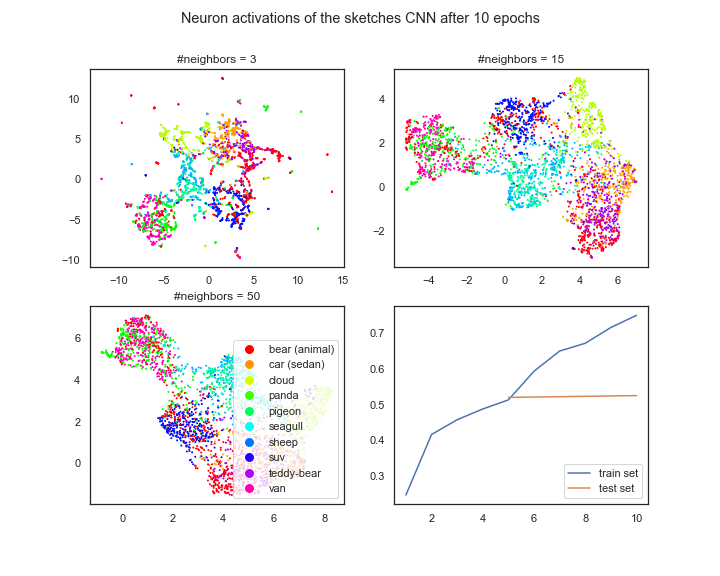 Neuron activations of the sketches CNN after 10 epochs
#neighbors = 3
10
5
0
−5
−10
−10 −5 0 5 10 15
#neighbors = 15
4
2
0
−2
−4 −2 0 2 4 6
#neighbors = 50
6
4
2
0
0 2 4 6 8
bear (animal)
car (sedan)
cloud
panda
pigeon
seagull
sheep
suv
teddy-bear
van
0.7
0.6
0.5
0.4
0.3
2 4 6 8 10
train set
test set